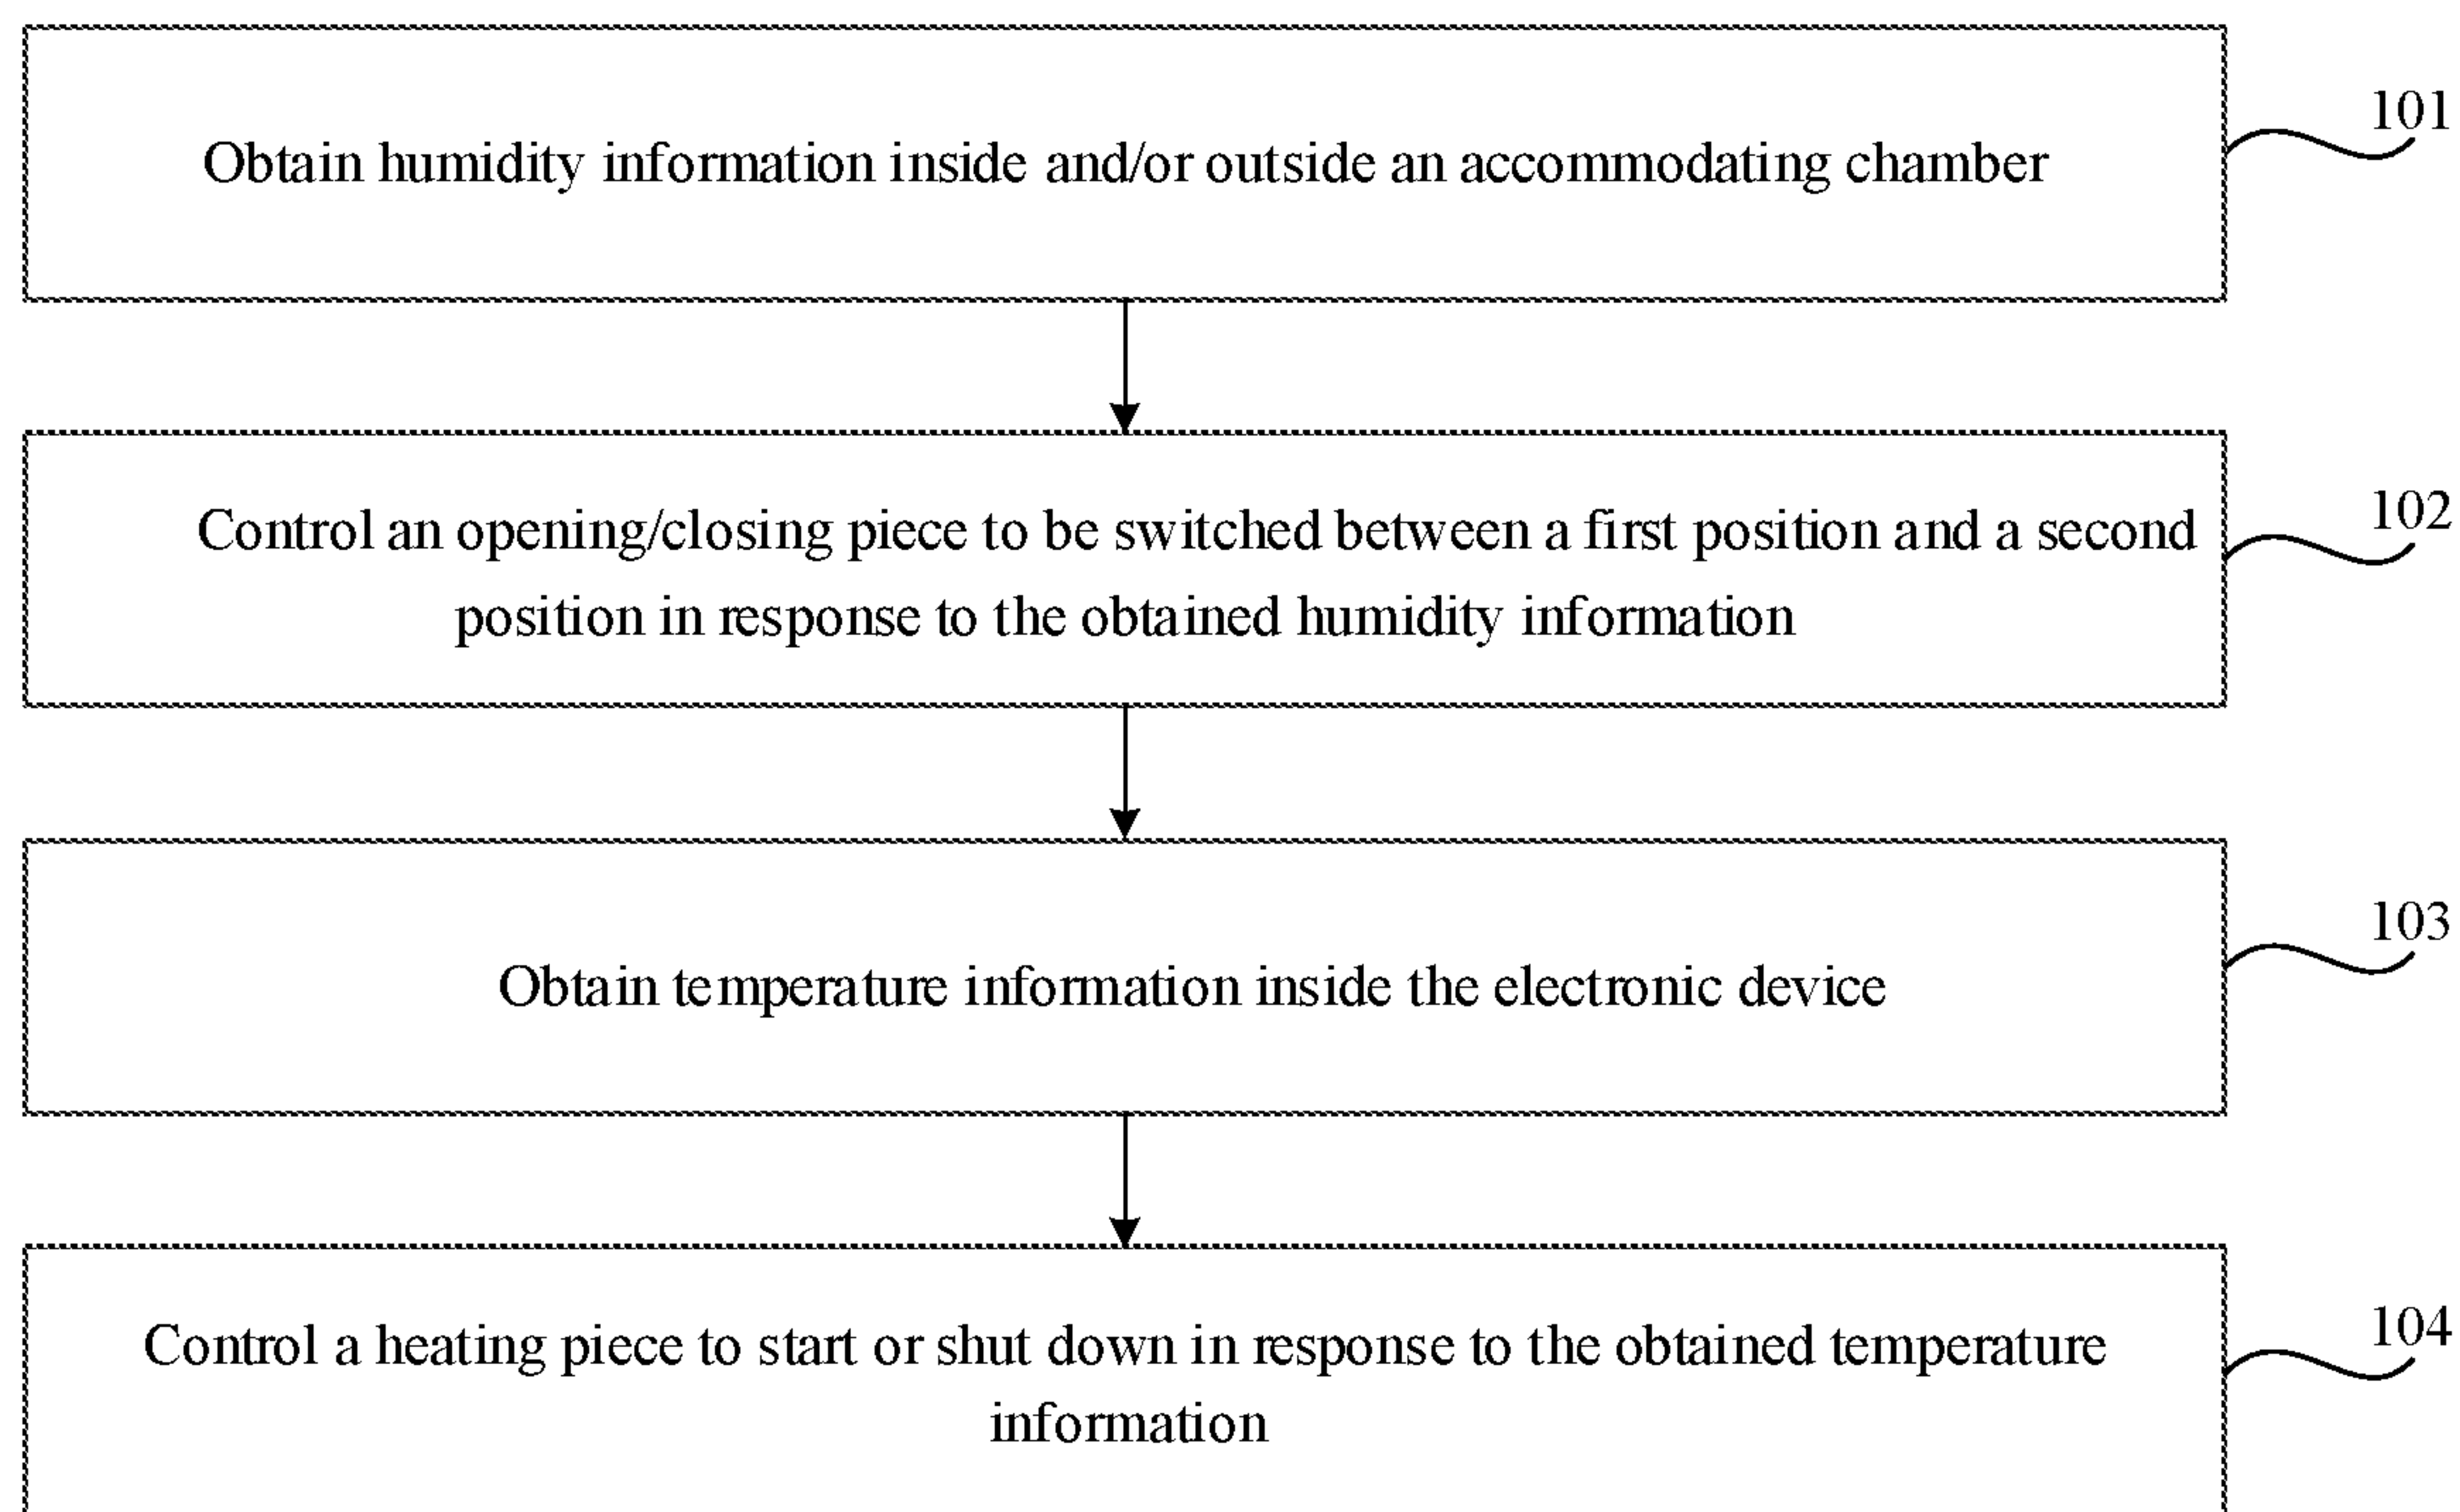 Obtain humidity information inside and/or outside an accommodating chamber
101
Control an opening/closing piece to be switched between a first position and a second
position in response to the obtained humidity information
102
Obtain temperature information inside the electronic device
103
Control a heating piece to start or shut down in response to the obtained temperature
information
104